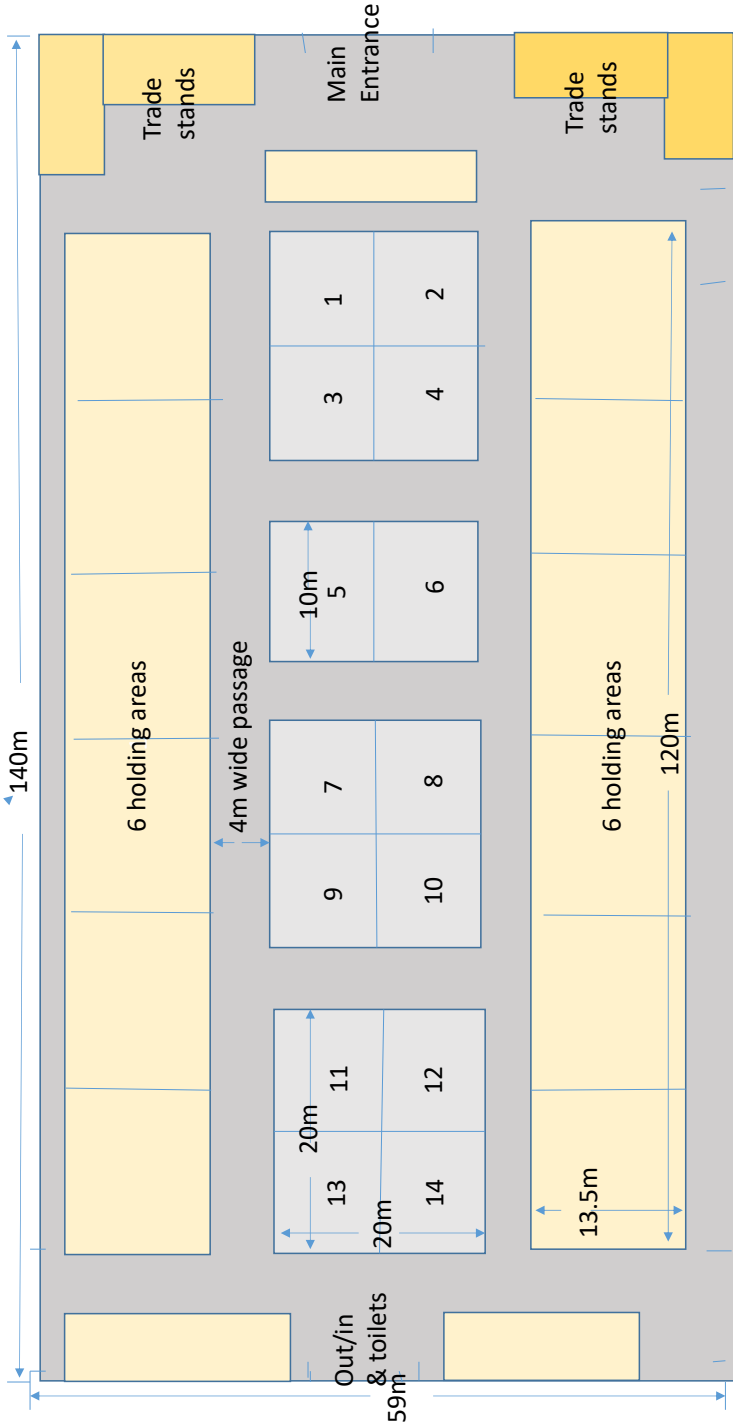 140m
6 holding areas
Trade
stands
4m wide passage
20m
10m
13
11
9
7
5
3
1
Main
Entrance
Out/in
& toilets
20m
59m
14
12
10
8
6
4
2
Trade
stands
13.5m
6 holding areas
120m